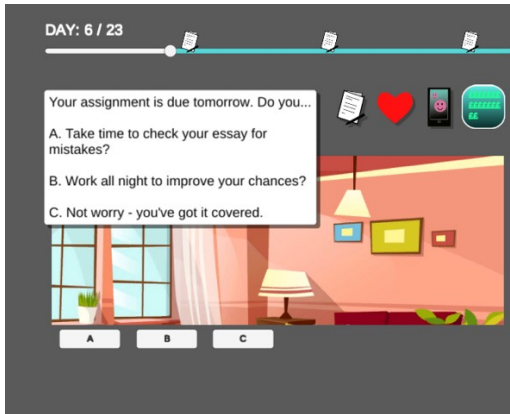 DAY: 6 / 23
Your assignment is due tomorrow. Do you...
A. Take time to check your essay for
mistakes?
B. Work all night to improve your chances?
C. Not worry - you've got it covered.
A
B
C